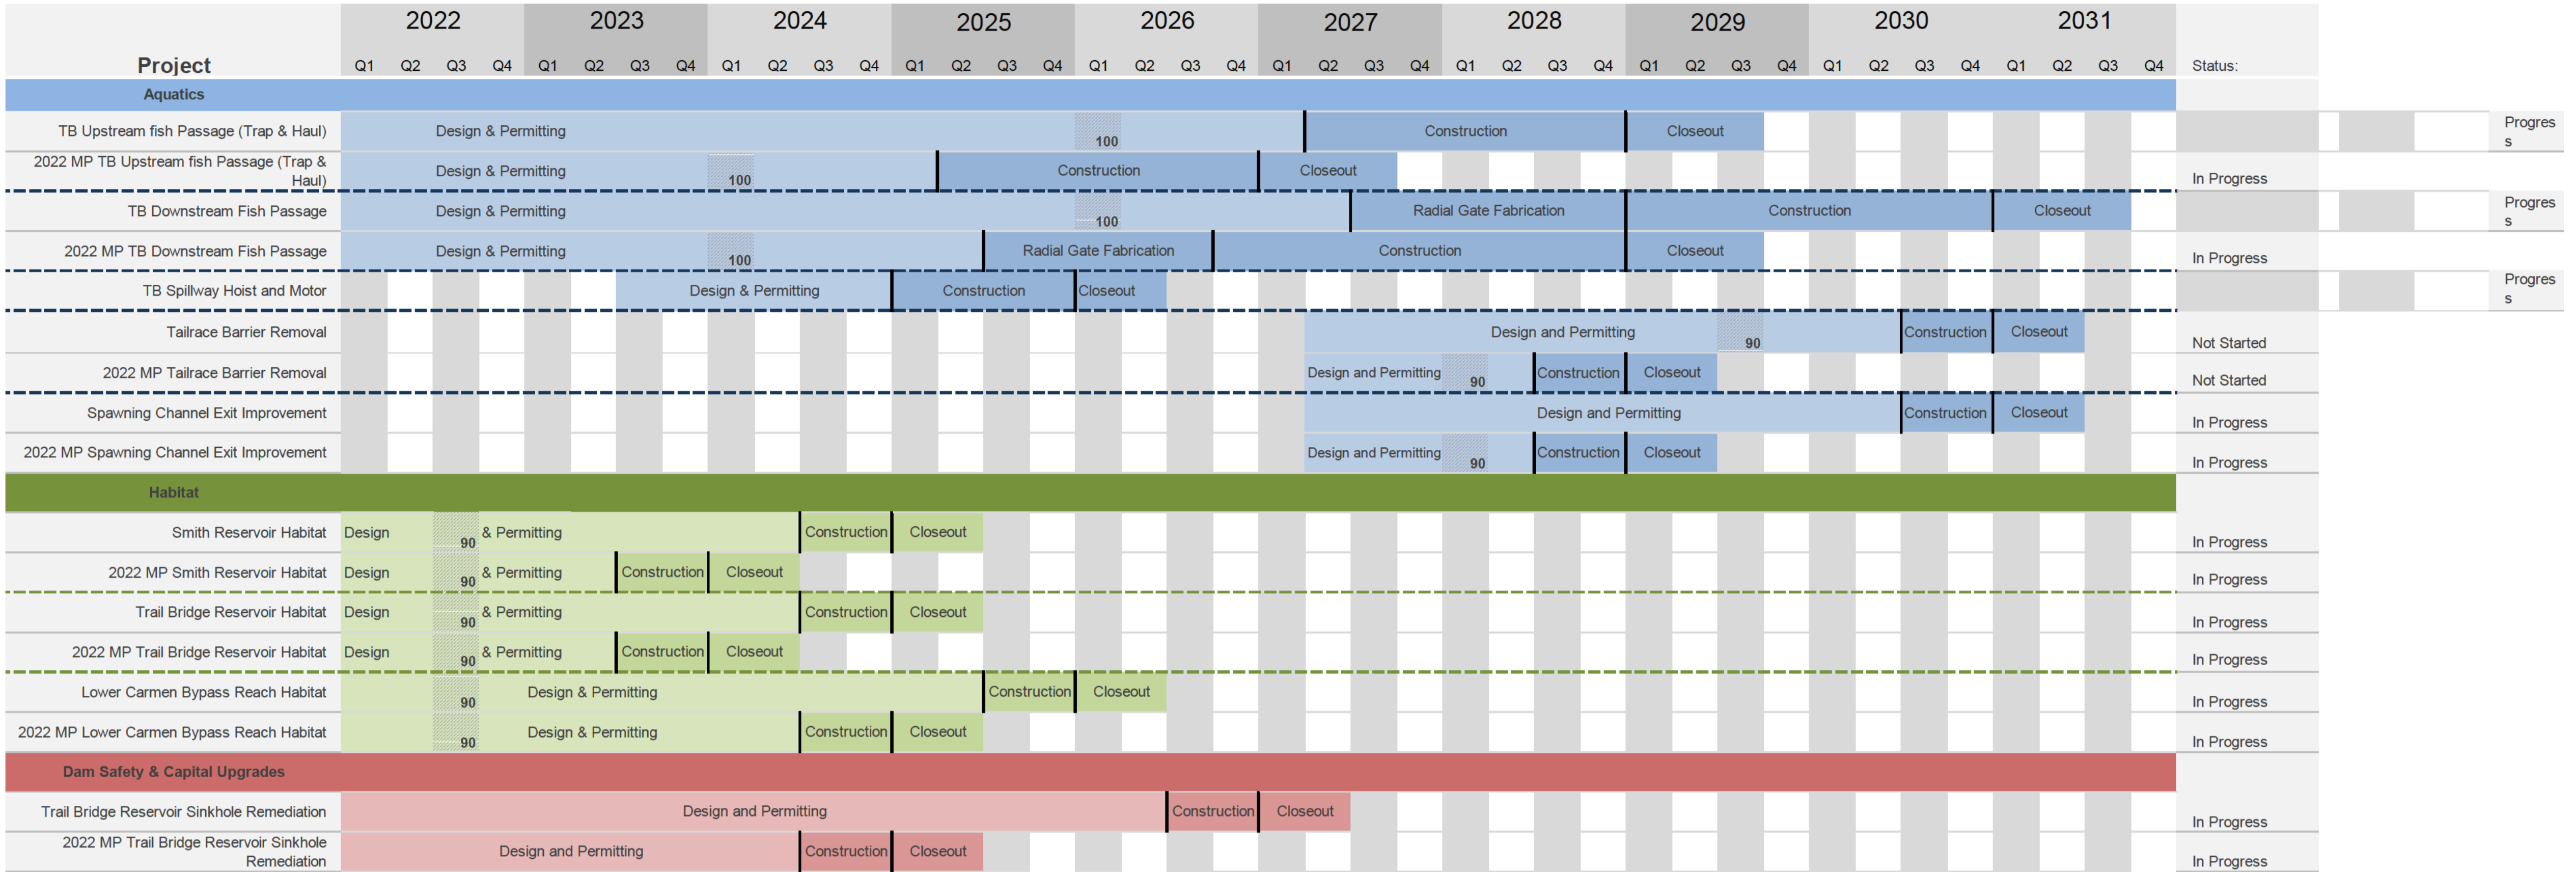 2022 2023 2024 2025 2026 2027 2028 2029 2030 2031
Project Q1 Q2 Q3 Q4 Q1 Q2 Q3 Q4 Q1 Q2 Q3 Q4 Q1 Q2 Q3 Q4 Q1 Q2 Q3 Q4 Q1 Q2 Q3 Q4 Q1 Q2 Q3 Q4 Q1 Q2 Q3 Q4 Q1 Q2 Q3 Q4 Q1 Q2 Q3 Q4 Status:
Aquatics
TB Upstream fish Passage (Trap & Haul) Design & Permitting 100 Construction Closeout Progres
s
2022 MP TB Upstream fish Passage (Trap &
Haul) Design & Permitting 100 Construction Closeout In Progress
TB Downstream Fish Passage Design & Permitting 100 Radial Gate Fabrication Construction Closeout Progres
s
2022 MP TB Downstream Fish Passage Design & Permitting 100 Radial Gate Fabrication Construction Closeout In Progress
TB Spillway Hoist and Motor Design & Permitting Construction Closeout Progres
s
Tailrace Barrier Removal Design and Permitting 90 Construction Closeout Not Started
2022 MP Tailrace Barrier Removal Design and Permitting 90 Construction Closeout Not Started
Spawning Channel Exit Improvement Design and Permitting Construction Closeout In Progress
2022 MP Spawning Channel Exit Improvement Design and Permitting 90 Construction Closeout In Progress
Habitat
Smith Reservoir Habitat Design 90 & Permitting Construction Closeout In Progress
2022 MP Smith Reservoir Habitat Design 90 & Permitting Construction Closeout In Progress
Trail Bridge Reservoir Habitat Design 90 & Permitting Construction Closeout In Progress
2022 MP Trail Bridge Reservoir Habitat Design 90 & Permitting Construction Closeout In Progress
Lower Carmen Bypass Reach Habitat 90 Design & Permitting Construction Closeout In Progress
2022 MP Lower Carmen Bypass Reach Habitat 90 Design & Permitting Construction Closeout In Progress
Dam Safety & Capital Upgrades
Trail Bridge Reservoir Sinkhole Remediation Design and Permitting Construction Closeout In Progress
2022 MP Trail Bridge Reservoir Sinkhole
Remediation Design and Permitting Construction Closeout In Progress